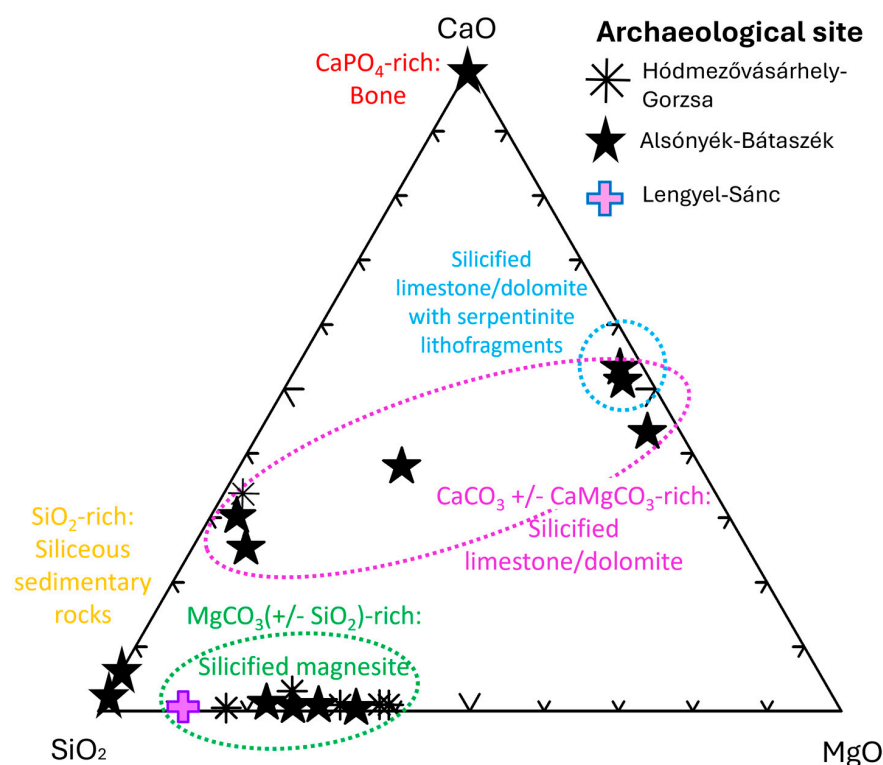 CaO
Archaeological site
Hódmezővásárhely-
Gorzsa
Alsónyék-Bátaszék
Lengyel-Sánc
CaPO₄-rich:
Bone
Silicified
limestone/dolomite
with serpentinite
lithofragments
CaCO₃ +/- CaMgCO₃-rich:
Silicified
limestone/dolomite
SiO₂-rich:
Siliceous
sedimentary
rocks
MgCO₃(+/- SiO₂)-rich:
Silicified magnesite
SiO₂
MgO